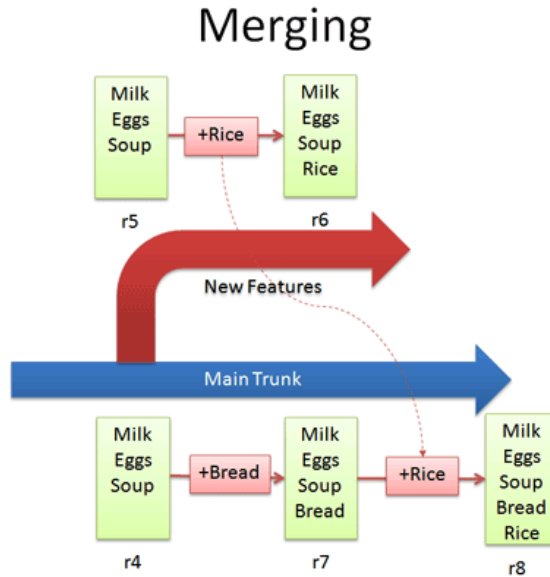 Merging
Milk
Eggs
Soup
+Rice
Milk
Eggs
Soup
Rice
r5
r6
New Features
Main Trunk
Milk
Eggs
Soup
+Bread
Milk
Eggs
Soup
Bread
+Rice
Milk
Eggs
Soup
Bread
Rice
r4
r7
r8